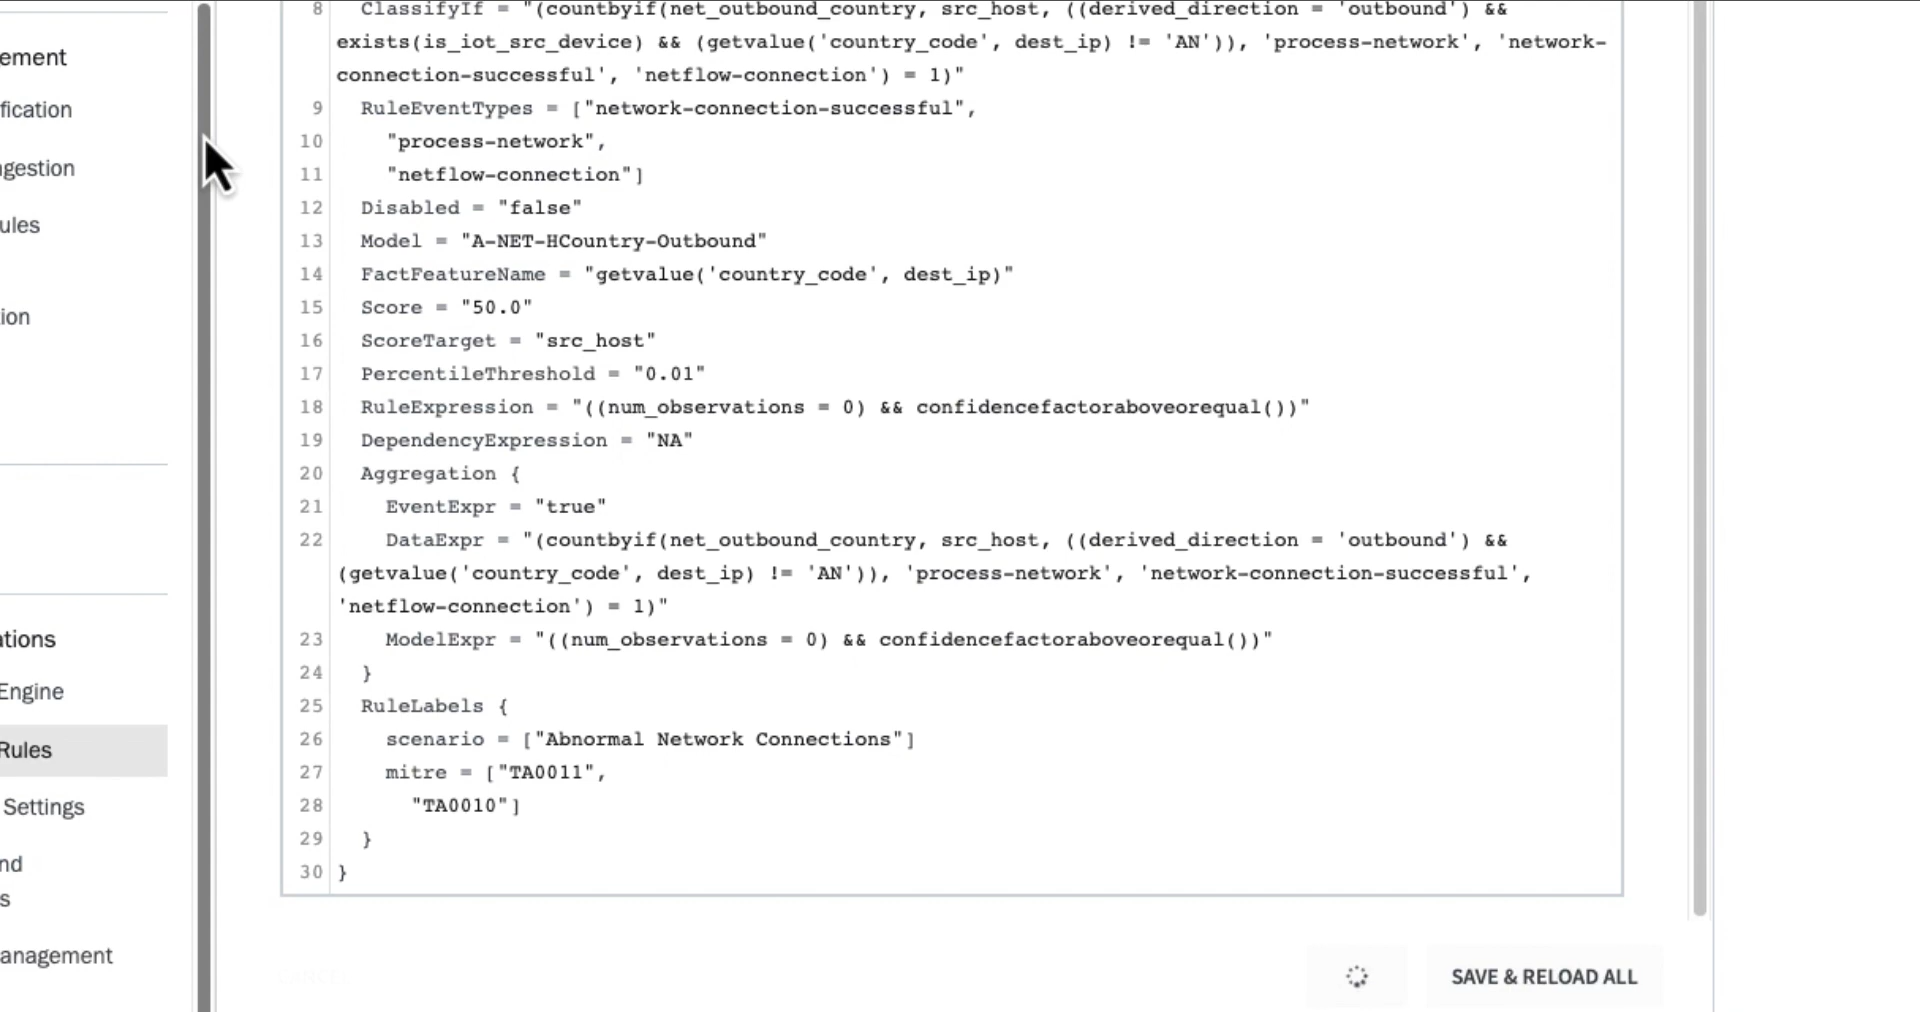 ement
fication
ngestion
ules
ion
ations
Engine
Rules
Settings
nd
s
anagement
8 ClassifyIf = "(countbyif(net_outbound_country, src_host, ((derived_direction = 'outbound') &&
exists(is_iot_src_device) && (getvalue('country_code', dest_ip) != 'AN')), 'process-network', 'network-
connection-successful', 'netflow-connection') = 1)"
9 RuleEventTypes = ["network-connection-successful",
10 "process-network",
11 "netflow-connection"]
12 Disabled = "false"
13 Model = "A-NET-HCountry-Outbound"
14 FactFeatureName = "getvalue('country_code', dest_ip)"
15 Score = "50.0"
16 ScoreTarget = "src_host"
17 PercentileThreshold = "0.01"
18 RuleExpression = "((num_observations = 0) && confidencefactoraboveorequal())"
19 DependencyExpression = "NA"
20 Aggregation {
21 EventExpr = "true"
22 DataExpr = "(countbyif(net_outbound_country, src_host, ((derived_direction = 'outbound') &&
(getvalue('country_code', dest_ip) != 'AN')), 'process-network', 'network-connection-successful',
'netflow-connection') = 1)"
23 ModelExpr = "((num_observations = 0) && confidencefactoraboveorequal())"
24 }
25 RuleLabels {
26 scenario = ["Abnormal Network Connections"]
27 mitre = ["TA0011",
28 "TA0010"]
29 }
30 }
SAVE & RELOAD ALL